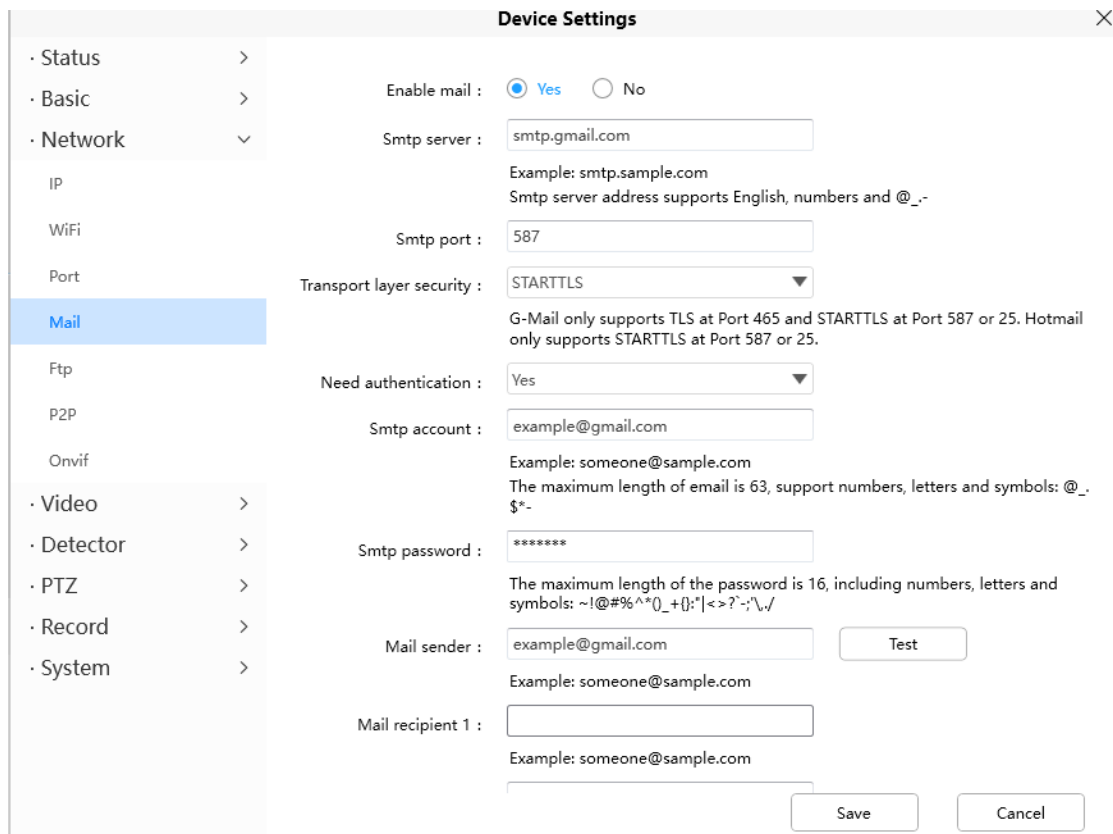 Device Settings
· Status
· Basic
· Network
IP
WiFi
Port
Mail
Ftp
P2P
Onvif
· Video
· Detector
· PTZ
· Record
· System
Enable mail : Yes No
Smtp server : smtp.gmail.com
Example: smtp.sample.com
Smtp server address supports English, numbers and @_.-
Smtp port : 587
Transport layer security : STARTTLS
G-Mail only supports TLS at Port 465 and STARTTLS at Port 587 or 25. Hotmail
only supports STARTTLS at Port 587 or 25.
Need authentication : Yes
Smtp account : example@gmail.com
Example: someone@sample.com
The maximum length of email is 63, support numbers, letters and symbols: @_.
$*-
Smtp password : *******
The maximum length of the password is 16, including numbers, letters and
symbols: ~!@#%^*()_+{}:"|<>?`-;'\,./
Mail sender : example@gmail.com Test
Example: someone@sample.com
Mail recipient 1 :
Example: someone@sample.com
Save Cancel